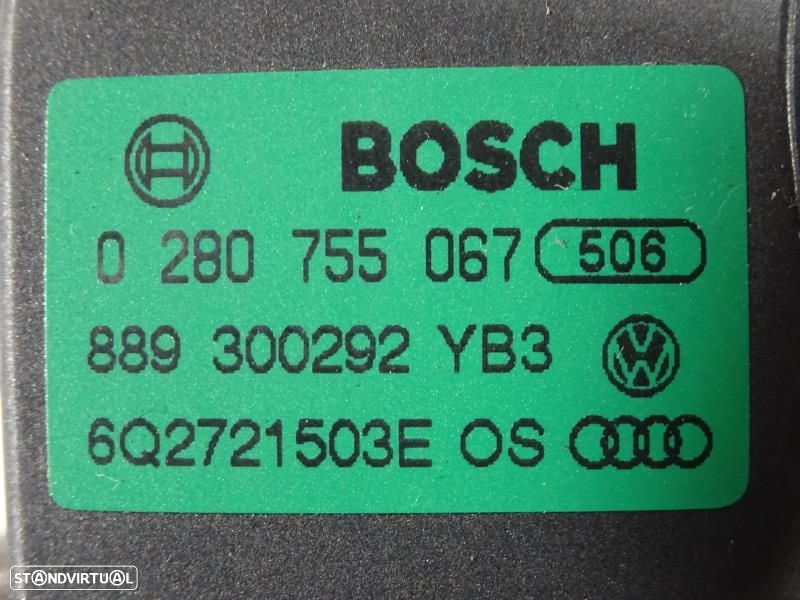 BOSCH
0 280 755 067 506
889 300292 YB3
6Q2721503E OS
STANDVIRTUAL